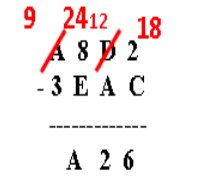 9 24 12 18
A 8 D 2
- 3 E A C
-------------
A 2 6